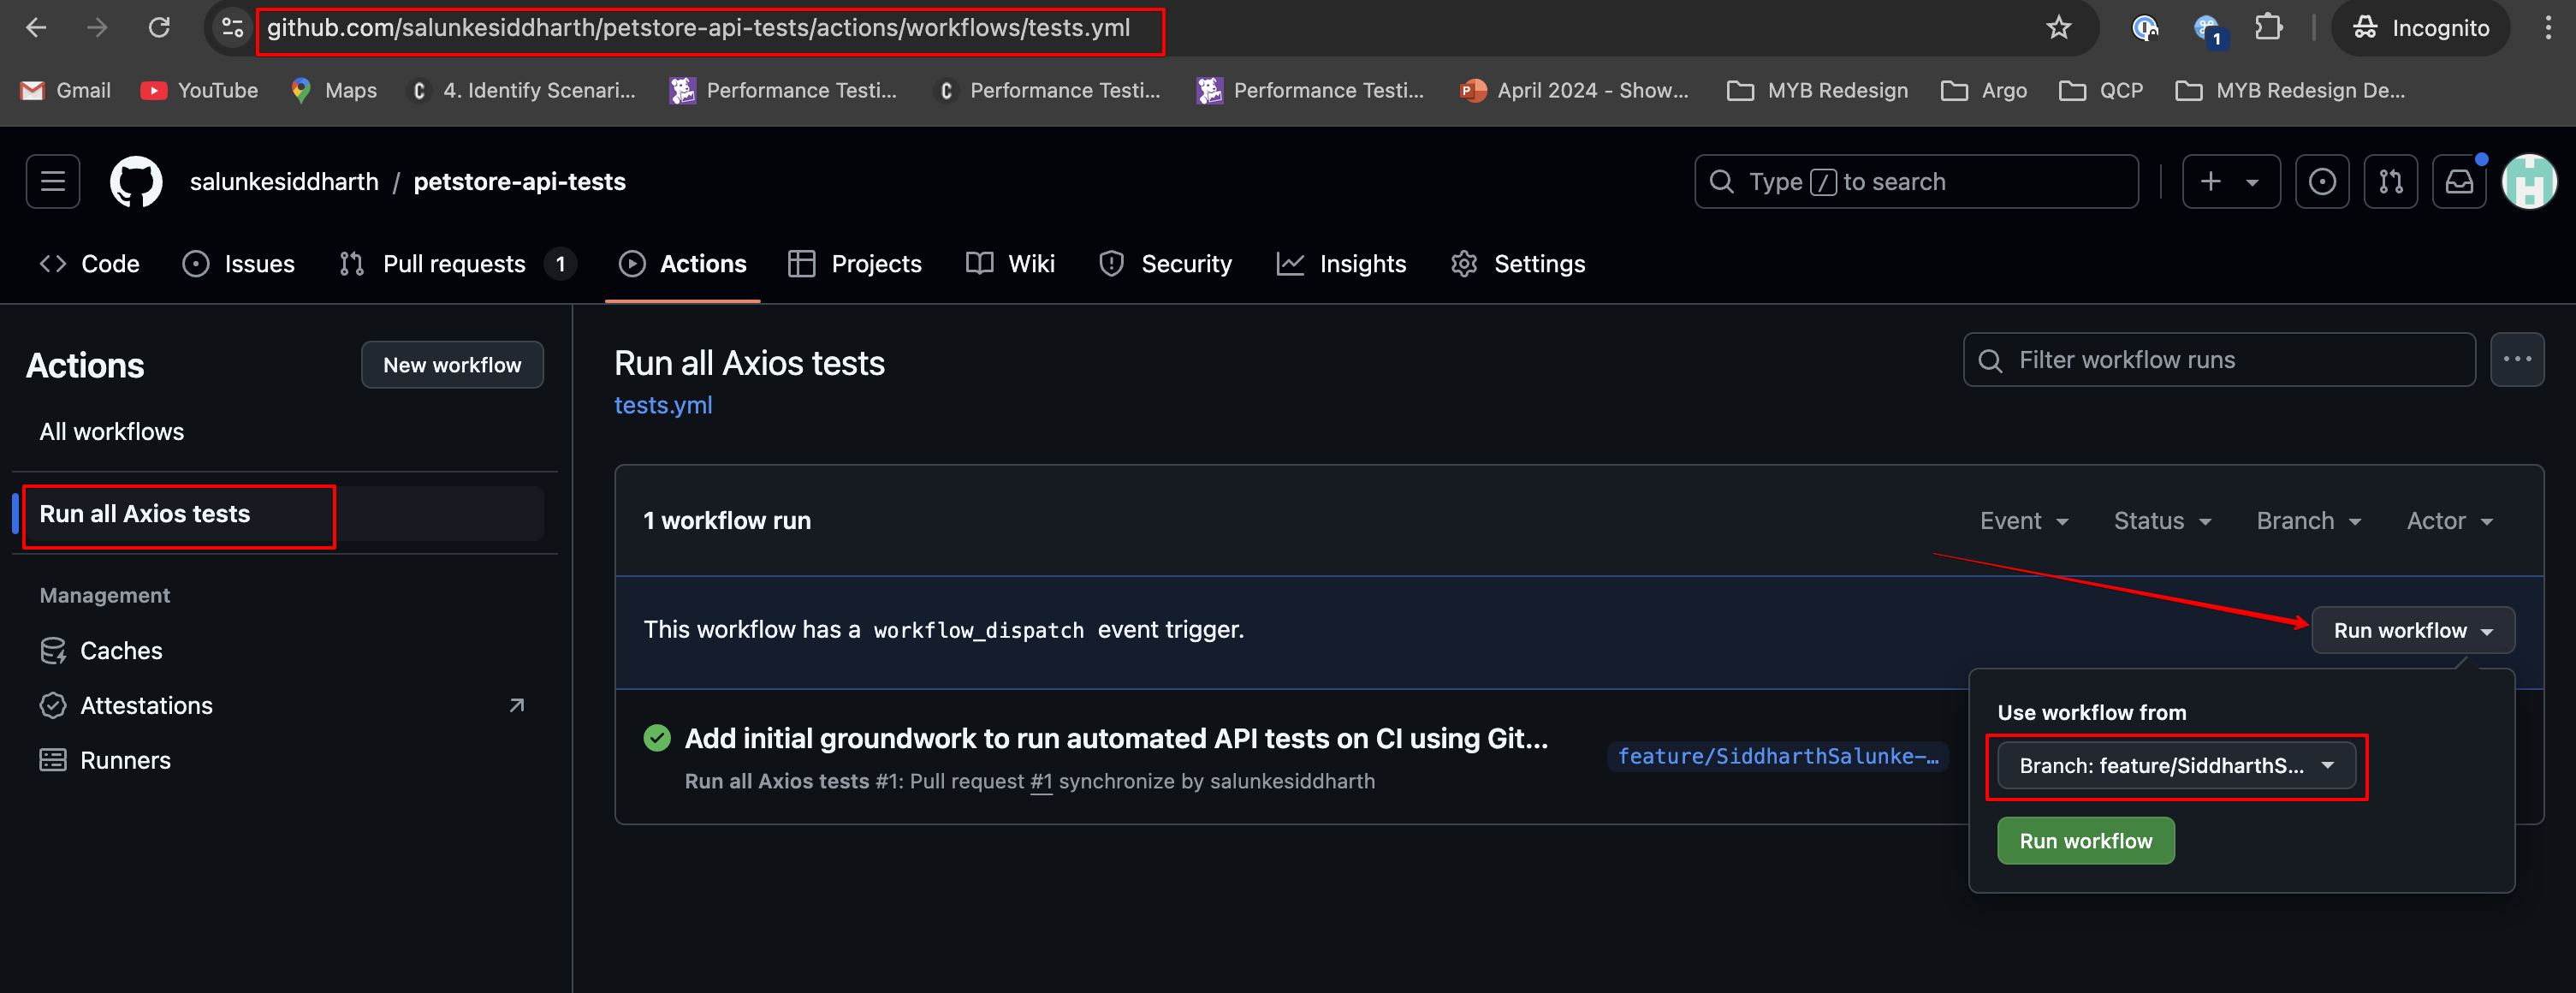 github.com/salunkesiddharth/petstore-api-tests/actions/workflows/tests.yml
1
Incognito
Gmail
YouTube
Maps
4. Identify Scenari...
Performance Testi...
Performance Testi...
Performance Testi...
April 2024 - Show...
MYB Redesign
Argo
QCP
MYB Redesign De...
salunkesiddharth / petstore-api-tests
Type / to search
Code
Issues
Pull requests 1
Actions
Projects
Wiki
Security
Insights
Settings
Actions
New workflow
All workflows
Run all Axios tests
Management
Caches
Attestations
Runners
Run all Axios tests
tests.yml
Filter workflow runs
1 workflow run
Event
Status
Branch
Actor
This workflow has a workflow_dispatch event trigger.
Run workflow
Add initial groundwork to run automated API tests on CI using Git...
Run all Axios tests #1: Pull request #1 synchronize by salunkesiddharth
feature/SiddharthSalunke-…
Use workflow from
Branch: feature/SiddharthS...
Run workflow